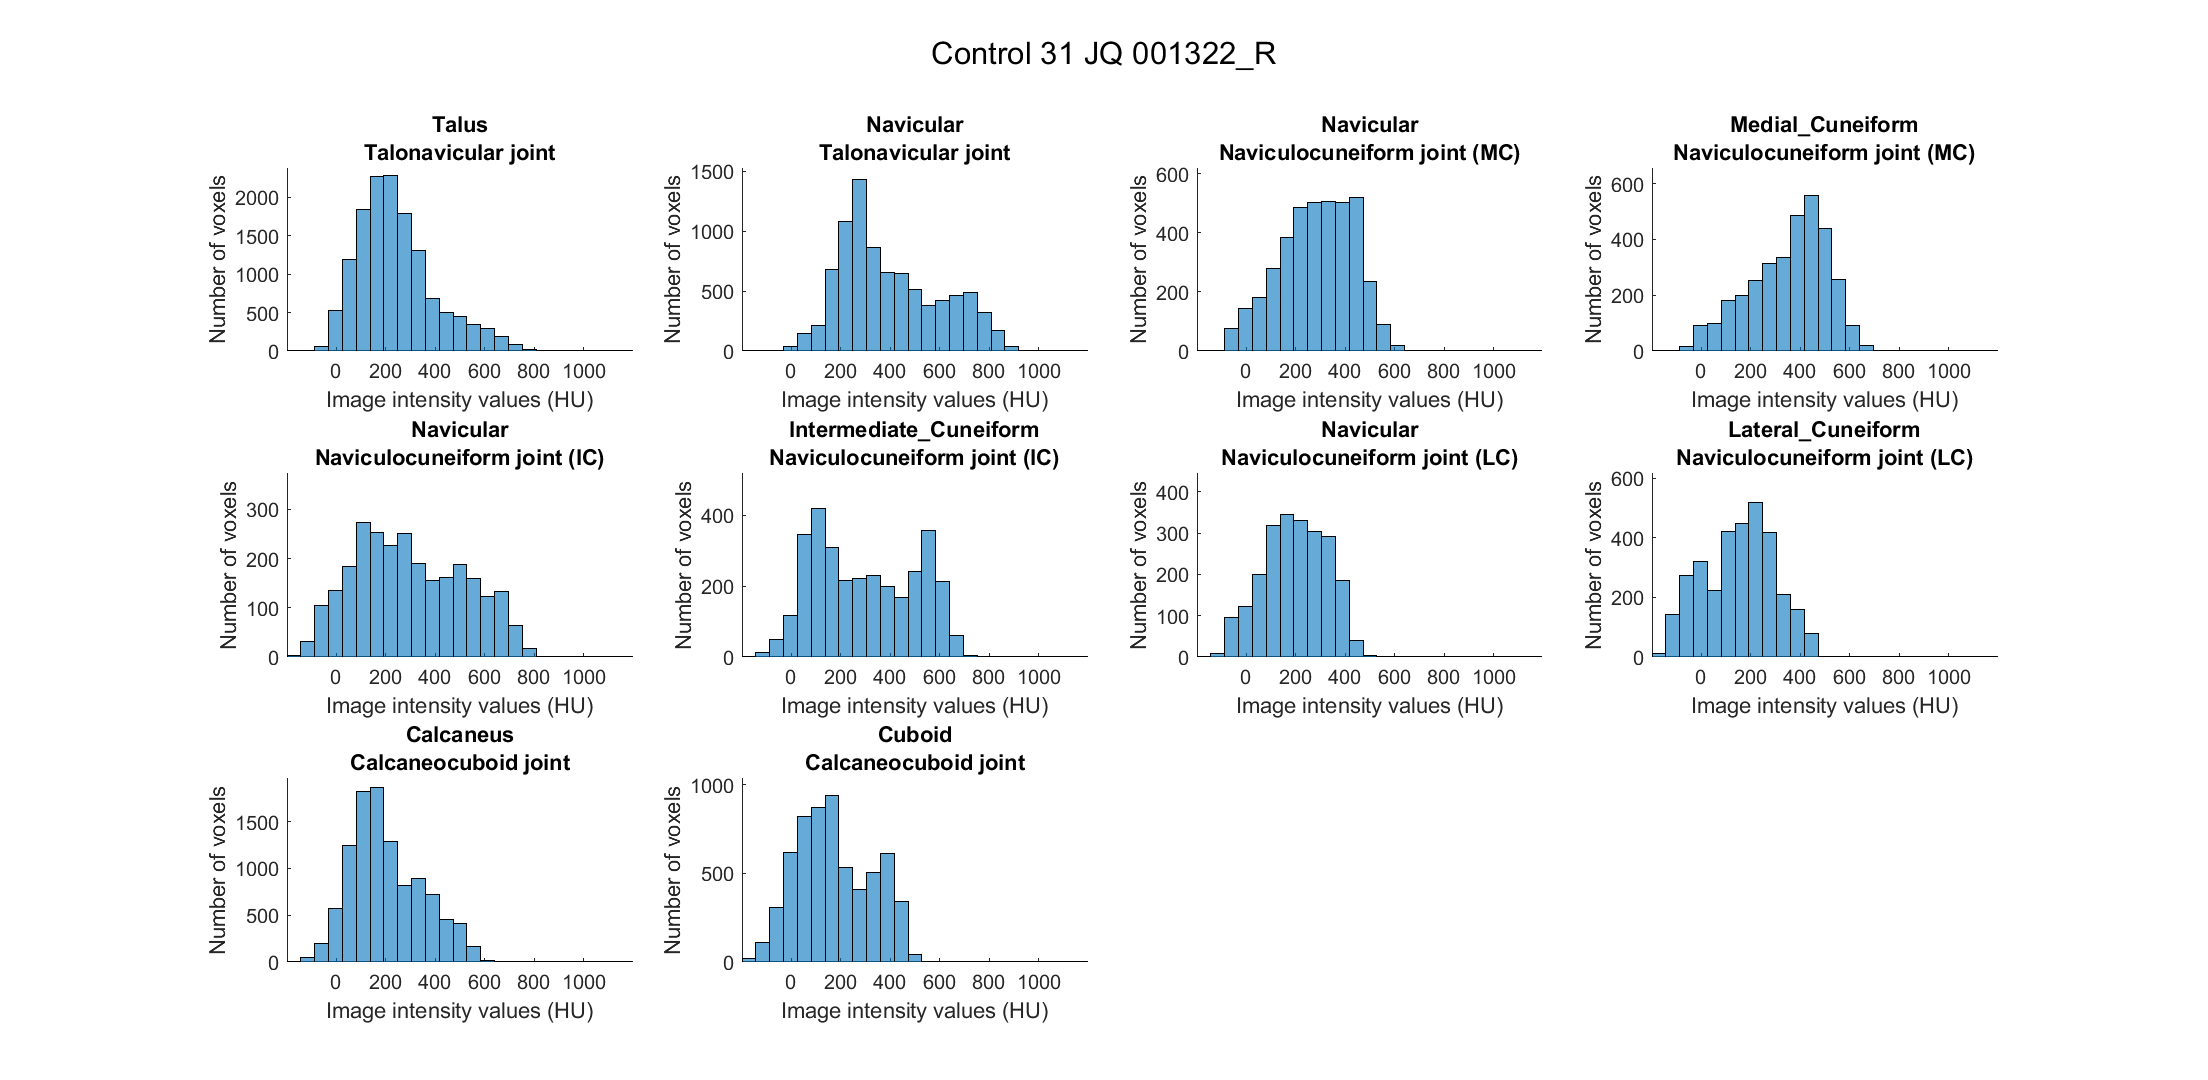 Control 31 JQ 001322_R
Talus
Talonavicular joint
Number of voxels
2000
1500
1000
500
0
0 200 400 600 800 1000
Image intensity values (HU)
Navicular
Talonavicular joint
Number of voxels
1500
1000
500
0
0 200 400 600 800 1000
Image intensity values (HU)
Navicular
Naviculocuneiform joint (MC)
Number of voxels
600
400
200
0
0 200 400 600 800 1000
Image intensity values (HU)
Medial_Cuneiform
Naviculocuneiform joint (MC)
Number of voxels
600
400
200
0
0 200 400 600 800 1000
Image intensity values (HU)
Navicular
Naviculocuneiform joint (IC)
Number of voxels
300
200
100
0
0 200 400 600 800 1000
Image intensity values (HU)
Intermediate_Cuneiform
Naviculocuneiform joint (IC)
Number of voxels
400
200
0
0 200 400 600 800 1000
Image intensity values (HU)
Navicular
Naviculocuneiform joint (LC)
Number of voxels
400
300
200
100
0
0 200 400 600 800 1000
Image intensity values (HU)
Lateral_Cuneiform
Naviculocuneiform joint (LC)
Number of voxels
600
400
200
0
0 200 400 600 800 1000
Image intensity values (HU)
Calcaneus
Calcaneocuboid joint
Number of voxels
1500
1000
500
0
0 200 400 600 800 1000
Image intensity values (HU)
Cuboid
Calcaneocuboid joint
Number of voxels
1000
500
0
0 200 400 600 800 1000
Image intensity values (HU)